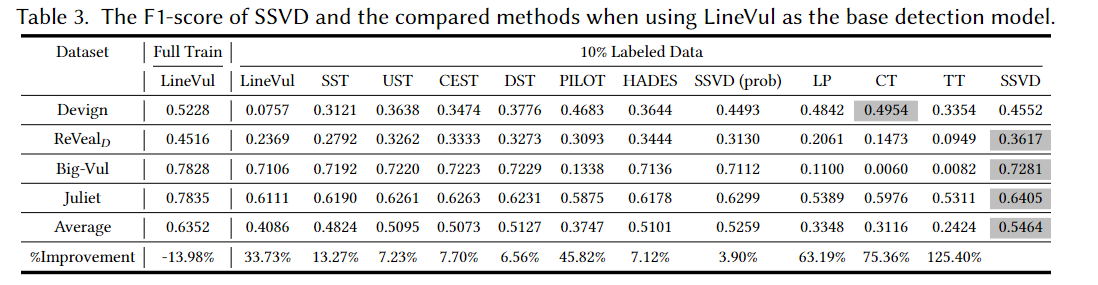 Table 3. The F1-score of SSVD and the compared methods when using LineVul as the base detection model.
Dataset Full Train 10% Labeled Data
LineVul LineVul SST UST CEST DST PILOT HADES SSVD (prob) LP CT TT SSVD
Devign 0.5228 0.0757 0.3121 0.3638 0.3474 0.3776 0.4683 0.3644 0.4493 0.4842 0.4954 0.3354 0.4552
ReVealD 0.4516 0.2369 0.2792 0.3262 0.3333 0.3273 0.3093 0.3444 0.3130 0.2061 0.1473 0.0949 0.3617
Big-Vul 0.7828 0.7106 0.7192 0.7220 0.7223 0.7229 0.1338 0.7136 0.7112 0.1100 0.0060 0.0082 0.7281
Juliet 0.7835 0.6111 0.6190 0.6261 0.6263 0.6231 0.5875 0.6178 0.6299 0.5389 0.5976 0.5311 0.6405
Average 0.6352 0.4086 0.4824 0.5095 0.5073 0.5127 0.3747 0.5101 0.5259 0.3348 0.3116 0.2424 0.5464
%Improvement -13.98% 33.73% 13.27% 7.23% 7.70% 6.56% 45.82% 7.12% 3.90% 63.19% 75.36% 125.40%